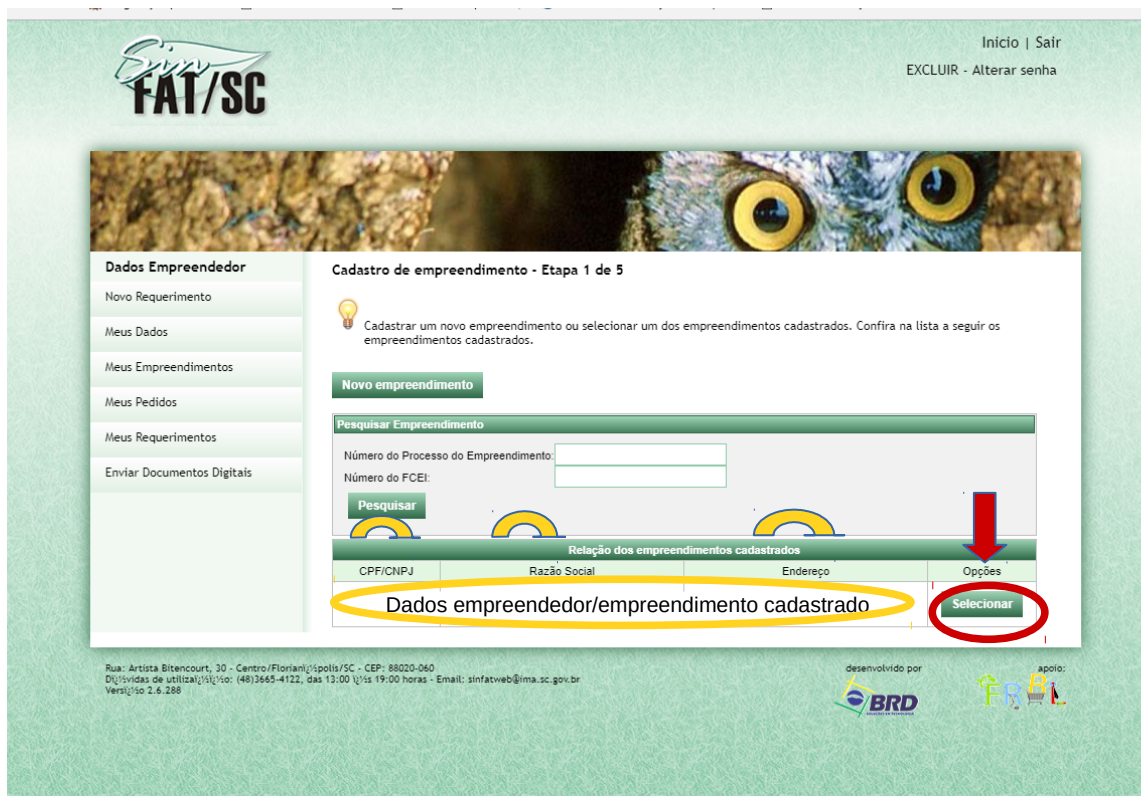 Sin
FAT/SC
Inicio | Sair
EXCLUIR - Alterar senha
Dados Empreendedor
Novo Requerimento
Meus Dados
Meus Empreendimentos
Meus Pedidos
Meus Requerimentos
Enviar Documentos Digitais
Cadastro de empreendimento - Etapa 1 de 5
Cadastrar um novo empreendimento ou selecionar um dos empreendimentos cadastrados. Confira na lista a seguir os
empreendimentos cadastrados.
Novo empreendimento
Pesquisar Empreendimento
Número do Processo do Empreendimento:
Número do FCEI:
Pesquisar
Relação dos empreendimentos cadastrados
CPF/CNPJ Razão Social Endereço Opções
Dados empreendedor/empreendimento cadastrado Selecionar
Rua: Artista Bitencourt, 30 - Centro/Florianï¿½polis/SC - CEP: 88020-060
Dï¿½vidas de utilizaï¿½ï¿½o: (48)3665-4122, das 13:00 ï¿½s 19:00 horas - Email: sinfatweb@ima.sc.gov.br
Versï¿½o 2.6.288
desenvolvido por
BRD
apoio:
FRBL